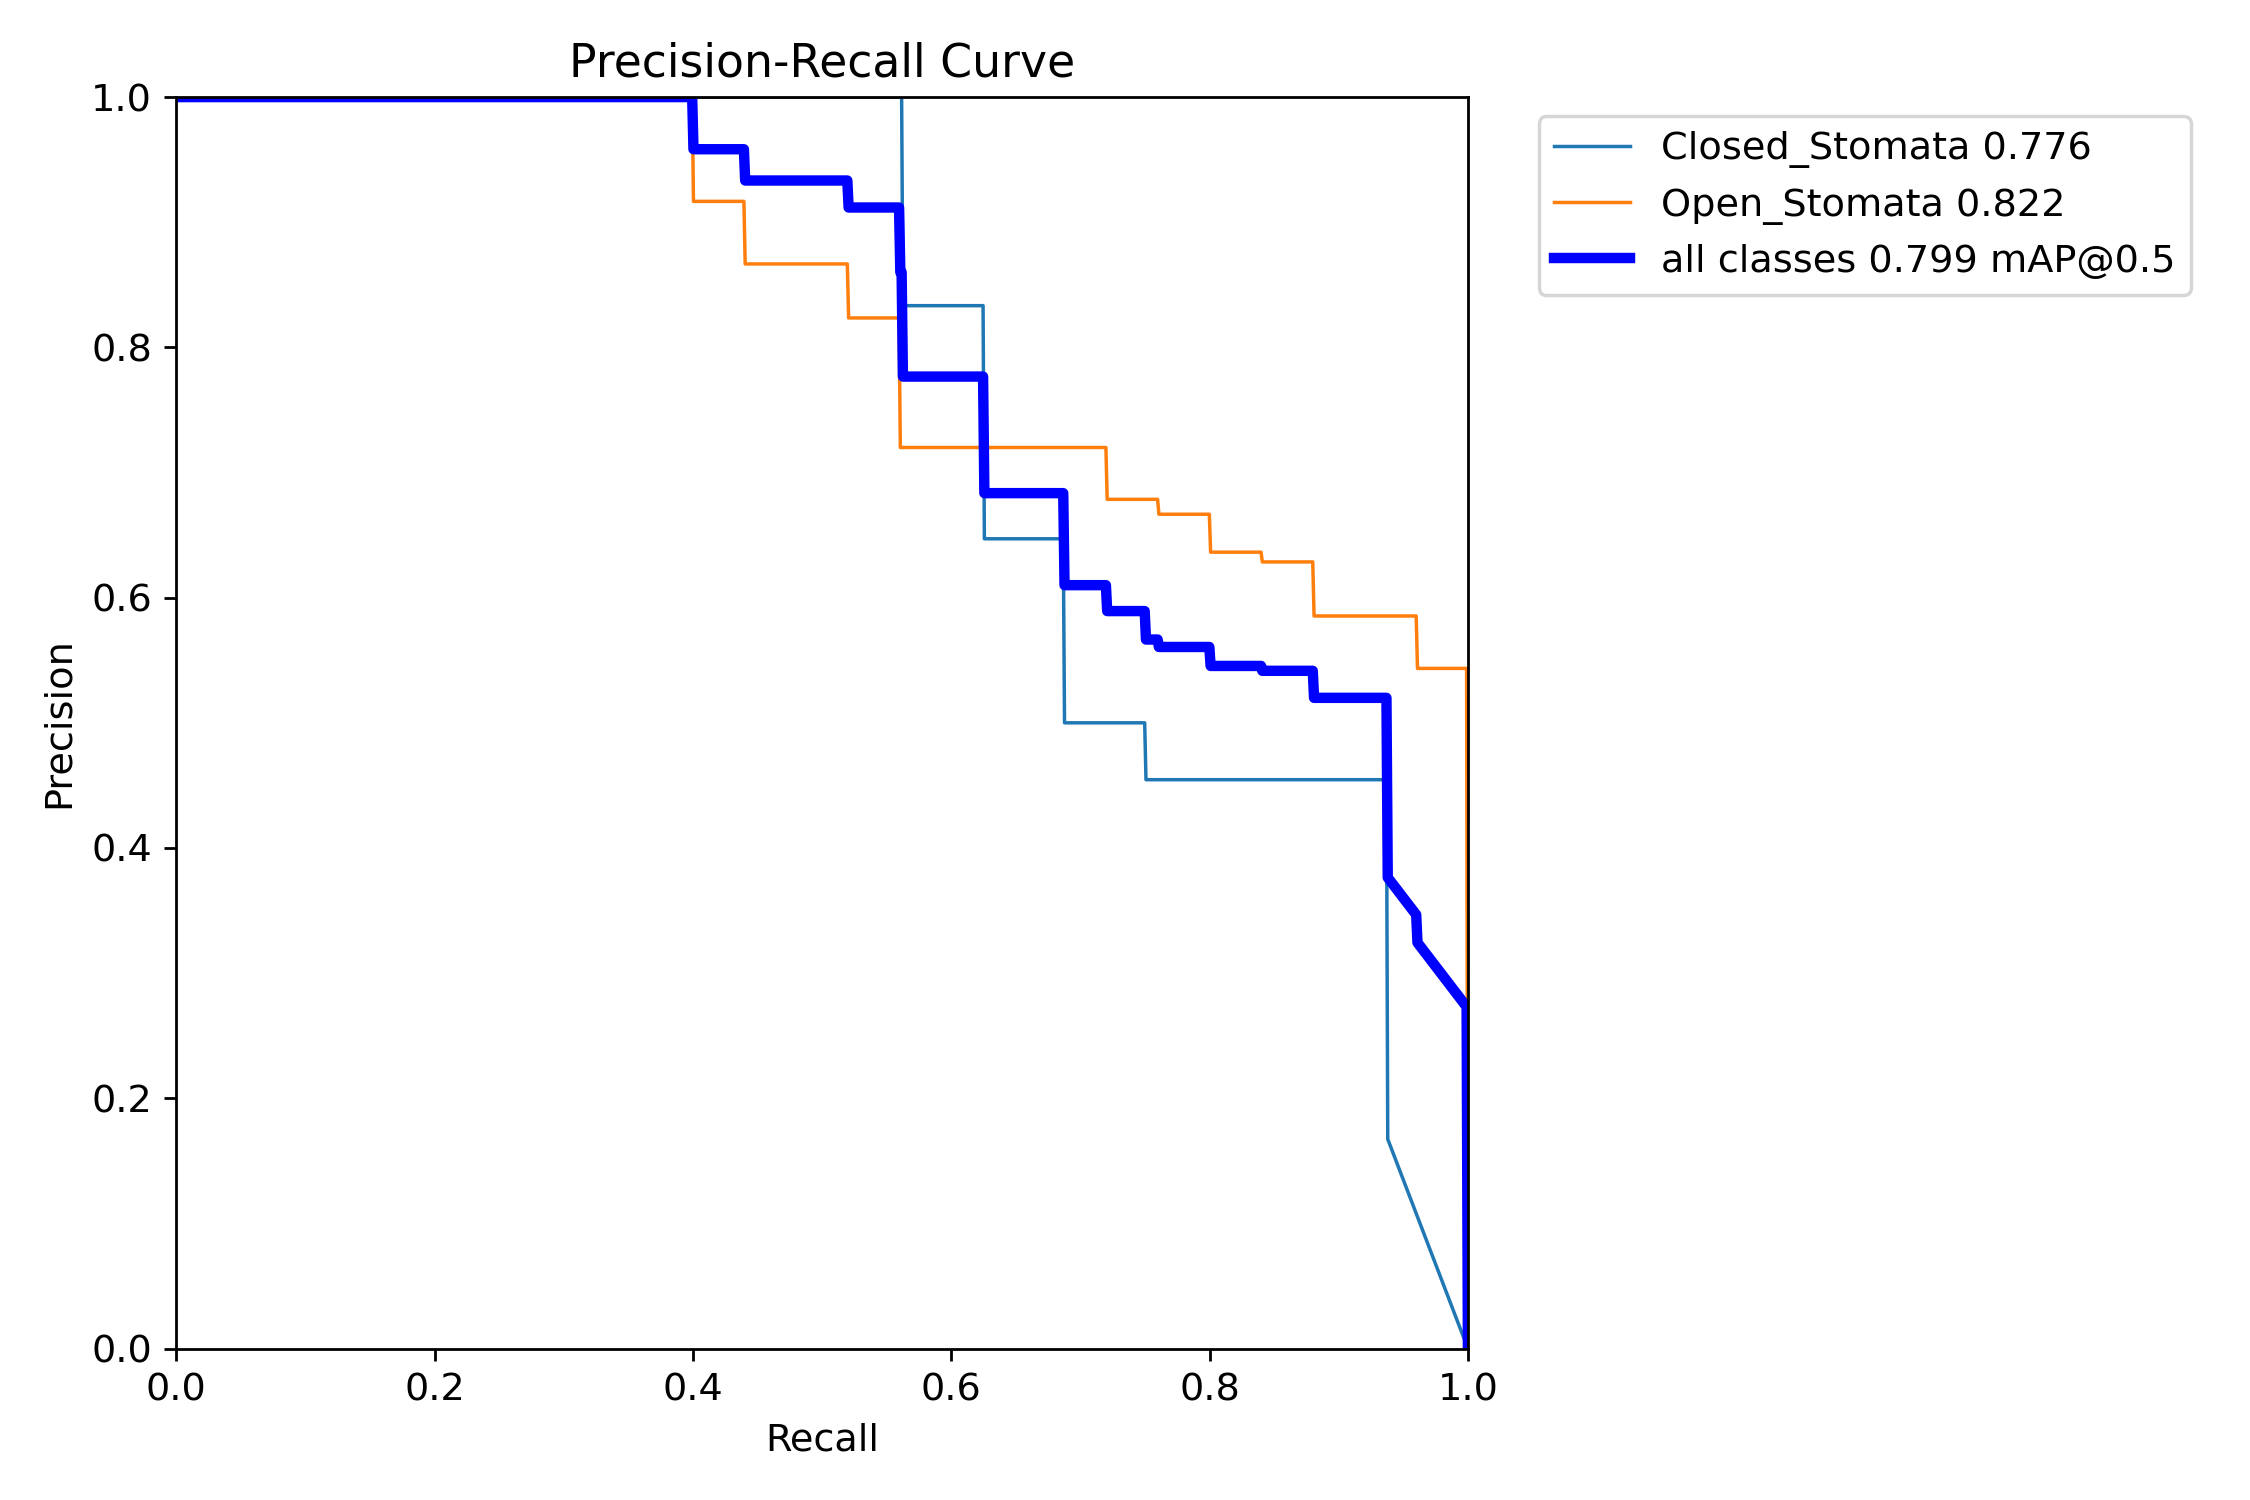 Precision-Recall Curve
Closed_Stomata 0.776
Open_Stomata 0.822
all classes 0.799 mAP@0.5
Precision
1.0
0.8
0.6
0.4
0.2
0.0
0.0 0.2 0.4 0.6 0.8 1.0
Recall